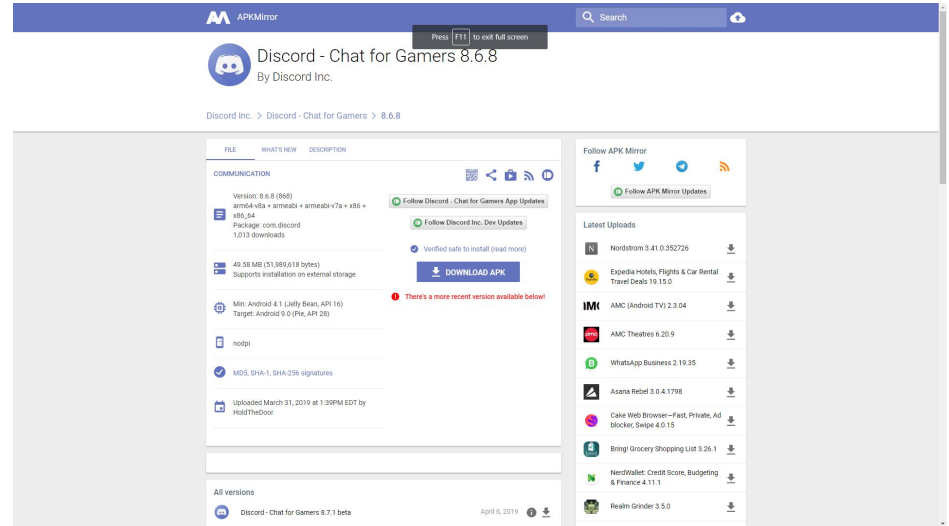 APKMirror
Search
Press F11 to exit full screen
Discord - Chat for Gamers 8.6.8
By Discord Inc.
Discord Inc. > Discord - Chat for Gamers > 8.6.8
FILE WHAT'S NEW DESCRIPTION
COMMUNICATION
Version: 8.6.8 (868)
arm64-v8a + armeabi + armeabi-v7a + x86 +
x86_64
Package: com.discord
1,013 downloads
49.58 MB (51,989,618 bytes)
Supports installation on external storage.
Min: Android 4.1 (Jelly Bean, API 16)
Target: Android 9.0 (Pie, API 28)
nodpi
MD5, SHA-1, SHA-256 signatures
Uploaded March 31, 2019 at 1:39PM EDT by
HoldTheDoor
Follow Discord - Chat for Gamers App Updates
Follow Discord Inc. Dev Updates
Verified safe to install (read more)
DOWNLOAD APK
There's a more recent version available below!
All versions
Discord - Chat for Gamers 8.7.1 beta
April 6, 2019
Follow APK Mirror
Follow APK Mirror Updates
Latest Uploads
N
Nordstrom 3.41.0.352726
Expedia Hotels, Flights & Car Rental
Travel Deals 19.15.0
AMC (Android TV) 2.3.04
amc
AMC Theatres 6.20.9
B
WhatsApp Business 2.19.35
Asana Rebel 3.0.4.1798
Cake Web Browser—Fast, Private, Ad
blocker, Swipe 4.0.15
Bring! Grocery Shopping List 3.26.1
N
NerdWallet: Credit Score, Budgeting
& Finance 4.11.1
Realm Grinder 3.5.0